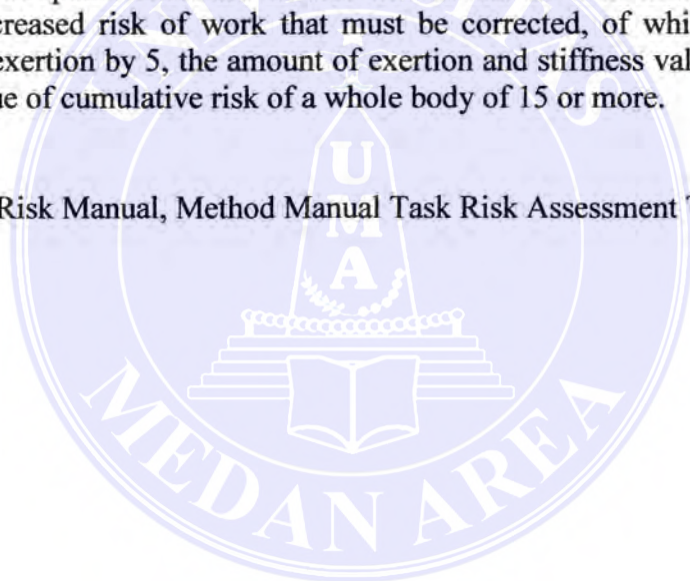 creased risk of work that must be corrected, of whi
exertion by 5, the amount of exertion and stiffness val
e of cumulative risk of a whole body of 15 or more.
Risk Manual, Method Manual Task Risk Assessment
UNIVERSITAS
U
M
A
MEDAN AREA